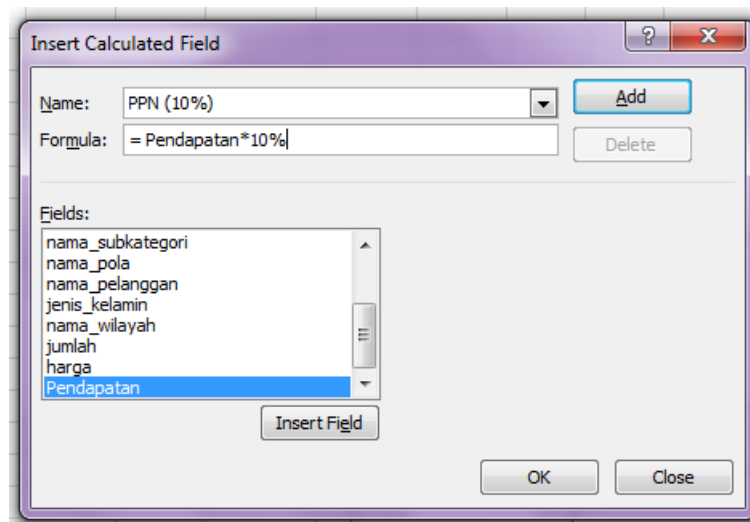 Insert Calculated Field
Name: PPN (10%) Add
Formula: = Pendapatan*10% Delete
Fields:
nama_subkategori
nama_pola
nama_pelanggan
jenis_kelamin
nama_wilayah
jumlah
harga
Pendapatan
Insert Field
OK Close